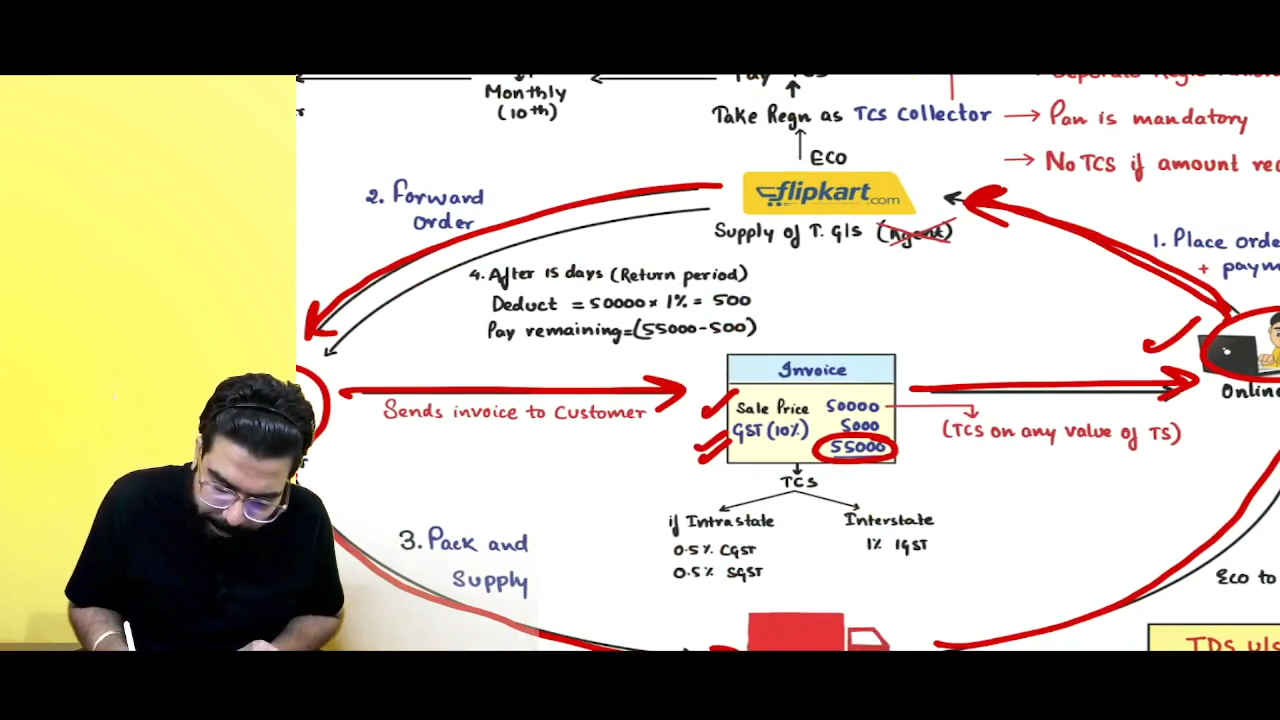 Monthly
(10th)
Take Regn as TCS Collector
→ Pan is mandatory
→ No TCS if amount
ECO
flipkart.com
Supply of T. G/S (Agent)
2. Forward
order
1. Place
+
4. After 15 days (Return period)
Deduct = 50000 × 1% = 500
Pay remaining=(55000-500)
Invoice
Sale Price 50000
GST (10%) 5000
55000
Sends invoice to Customer
(TCS on any value of TS)
Online
TCS
if Intrastate
0.5% CGST
0.5% SGST
Interstate
1% IGST
3. Pack and
Supply
Eco to
TDS u/s